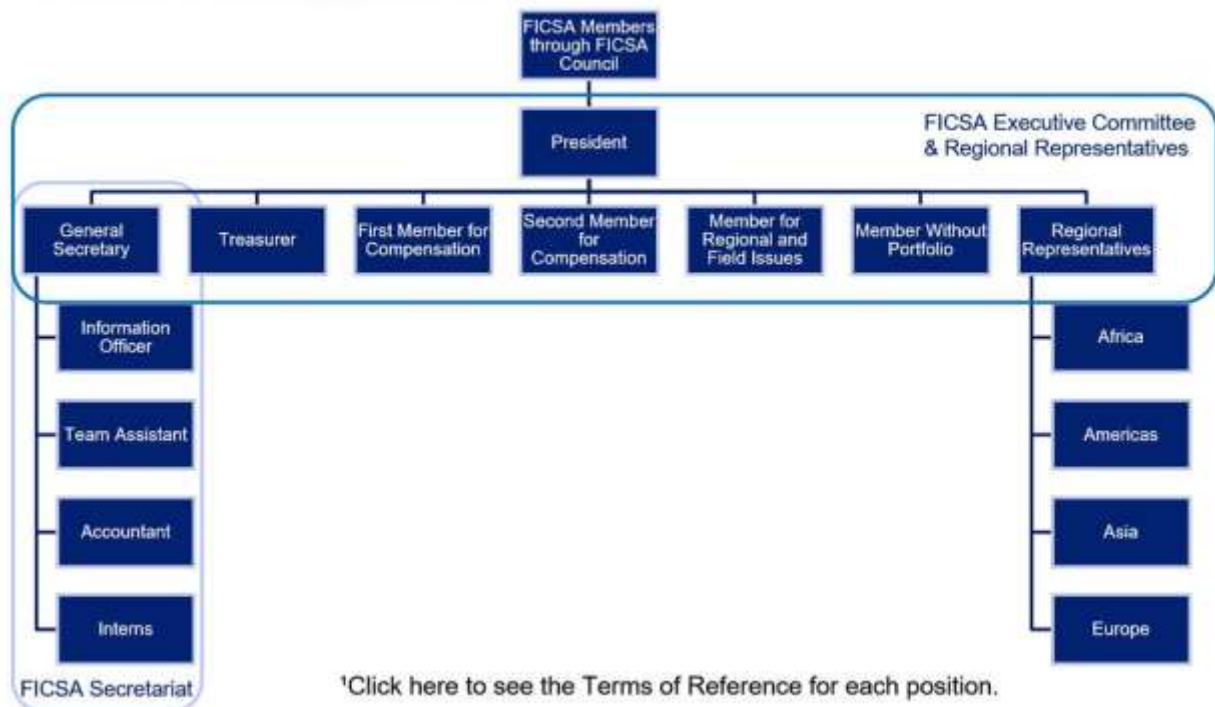 FICSA Members
through FICSA
Council
President
FICSA Executive Committee
& Regional Representatives
General
Secretary
Treasurer
First Member for
Compensation
Second Member
for
Compensation
Member for
Regional and
Field Issues
Member Without
Portfolio
Regional
Representatives
Information
Officer
Africa
Team Assistant
Americas
Accountant
Asia
Interns
Europe
FICSA Secretariat
¹Click here to see the Terms of Reference for each position.